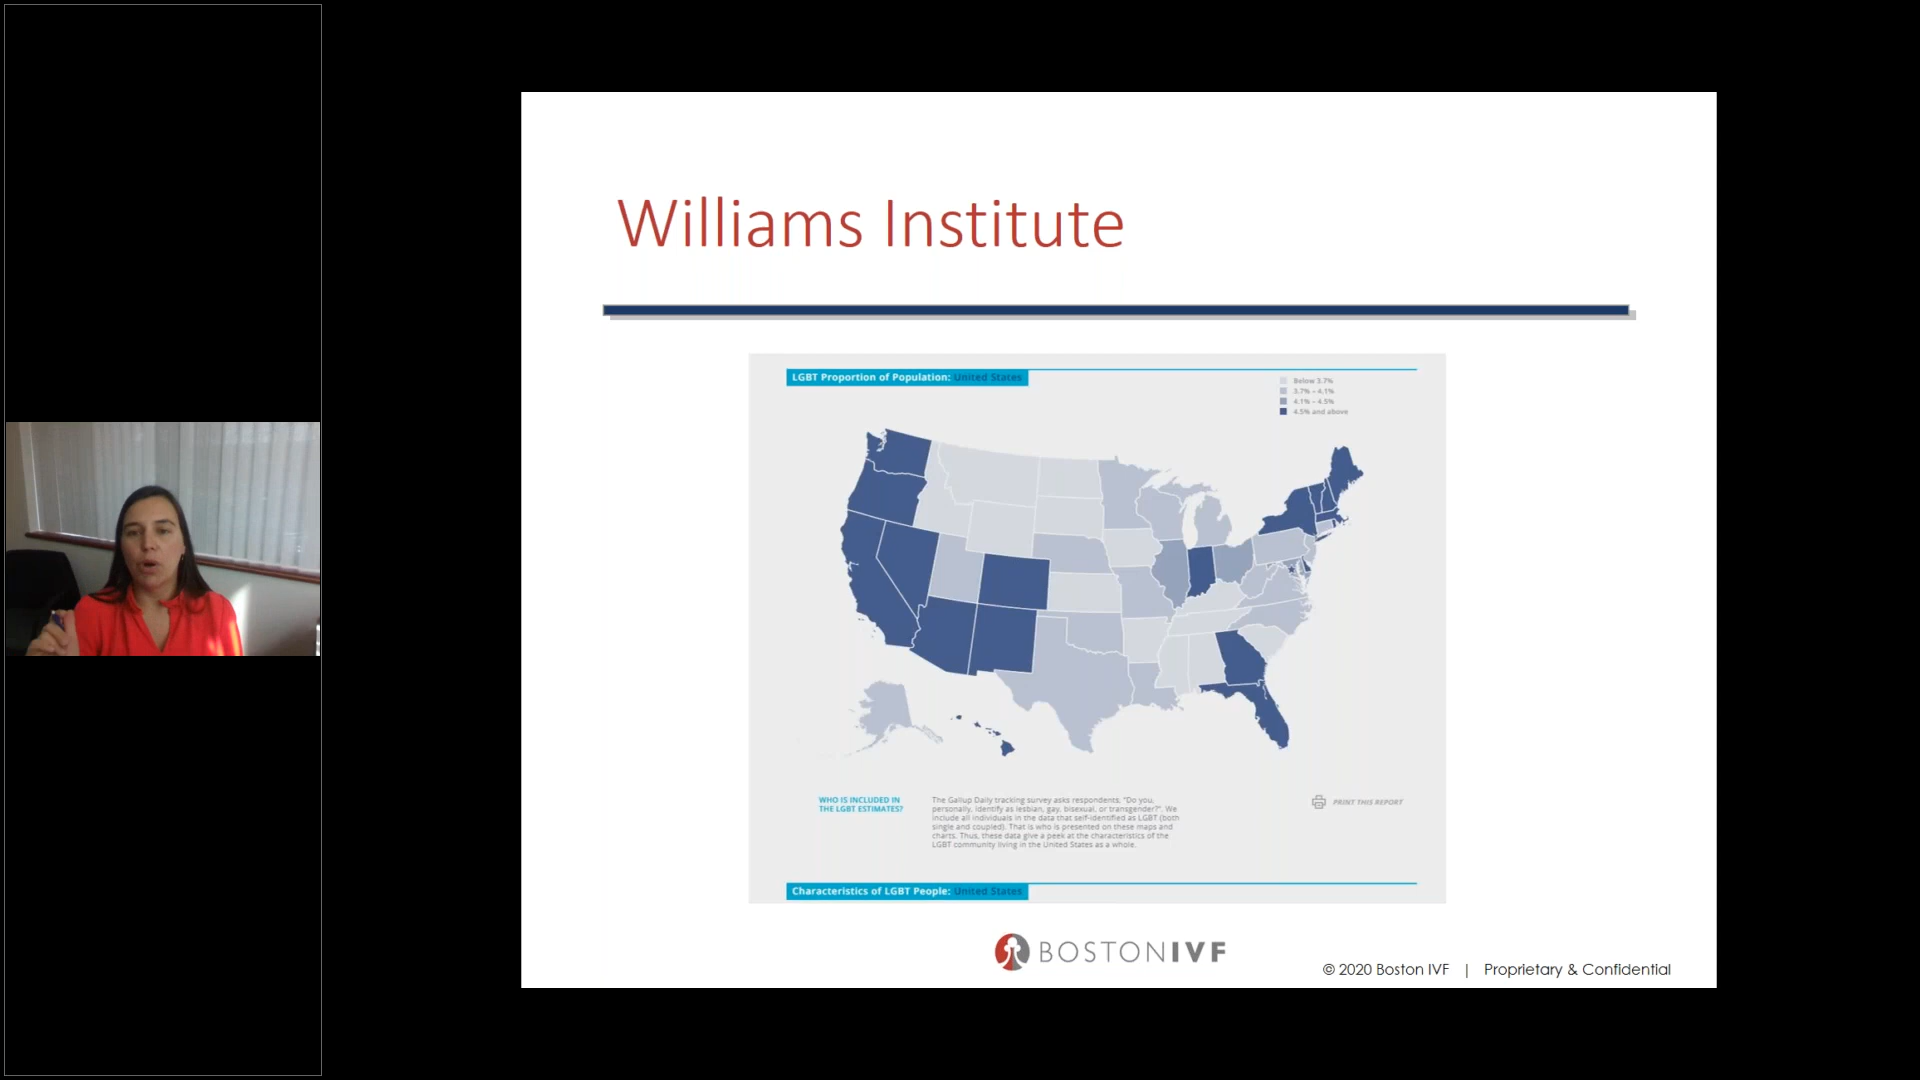 Williams Institute
LGBT Proportion of Population: United States
Below 3.7%
3.7% - 4.1%
4.1% - 4.5%
4.5% and above
WHO IS INCLUDED IN
THE LGBT ESTIMATES?
The Gallup Daily tracking survey asks respondents: "Do you,
personally, identify as lesbian, gay, bisexual, or transgender?". We
include all individuals in the data that self-identified as LGBT (both
single and coupled). That is who is presented on these maps and
charts. Thus, these data give a peek at the characteristics of the
LGBT community living in the United States as a whole.
PRINT THIS REPORT
Characteristics of LGBT People: United States
BOSTONIVF
© 2020 Boston IVF | Proprietary & Confidential